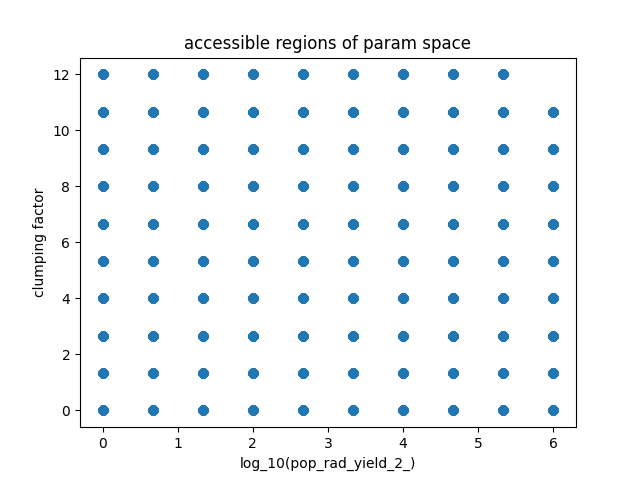 accessible regions of param space
12
10
8
6
4
2
0
clumping factor
0 1 2 3 4 5 6
log_10(pop_rad_yield_2_)